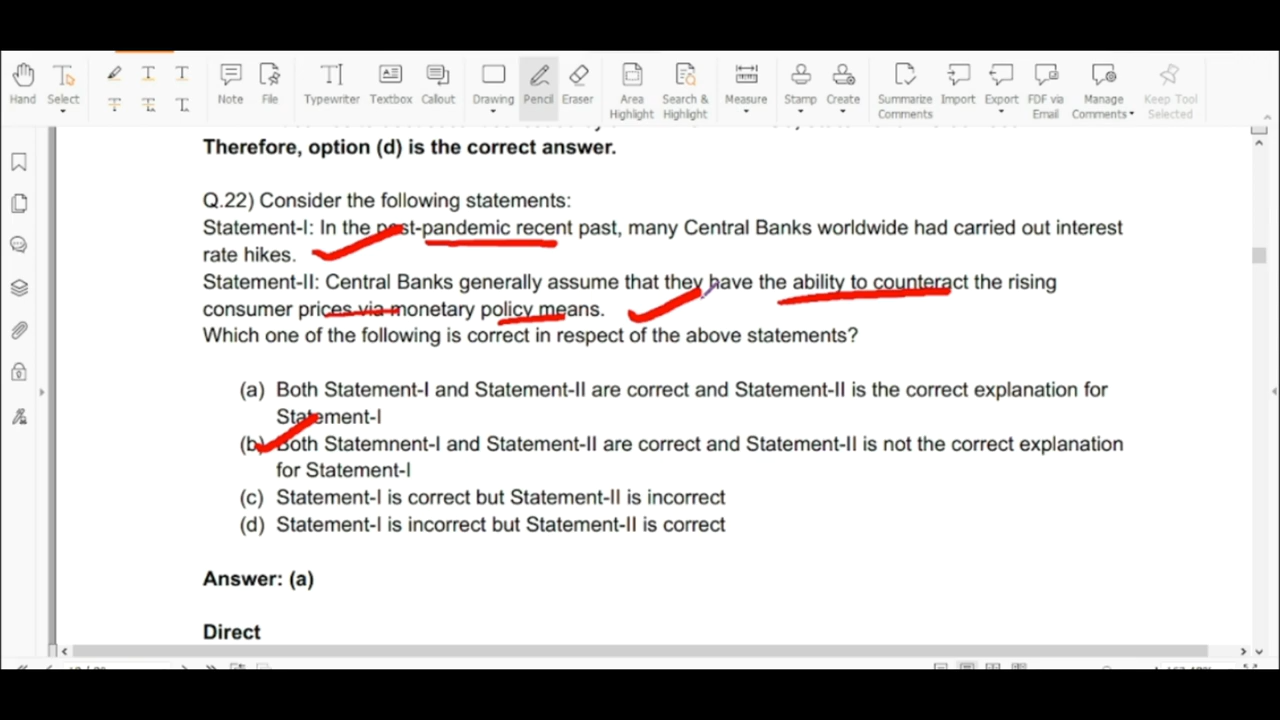 Hand
Select
Note
File
Typewriter
Textbox
Callout
Drawing
Pencil
Eraser
Area
Highlight
Search &
Highlight
Measure
Stamp
Create
Summarize
Comments
Import
Export
FDF via
Email
Manage
Comments
Keep Tool
Selected
Therefore, option (d) is the correct answer.
Q.22) Consider the following statements:
Statement-I: In the post-pandemic recent past, many Central Banks worldwide had carried out interest
rate hikes.
Statement-II: Central Banks generally assume that they have the ability to counteract the rising
consumer prices via monetary policy means.
Which one of the following is correct in respect of the above statements?
(a) Both Statement-I and Statement-II are correct and Statement-II is the correct explanation for
Statement-I
(b) Both Statemnent-I and Statement-II are correct and Statement-II is not the correct explanation
for Statement-I
(c) Statement-I is correct but Statement-II is incorrect
(d) Statement-I is incorrect but Statement-II is correct
Answer: (a)
Direct